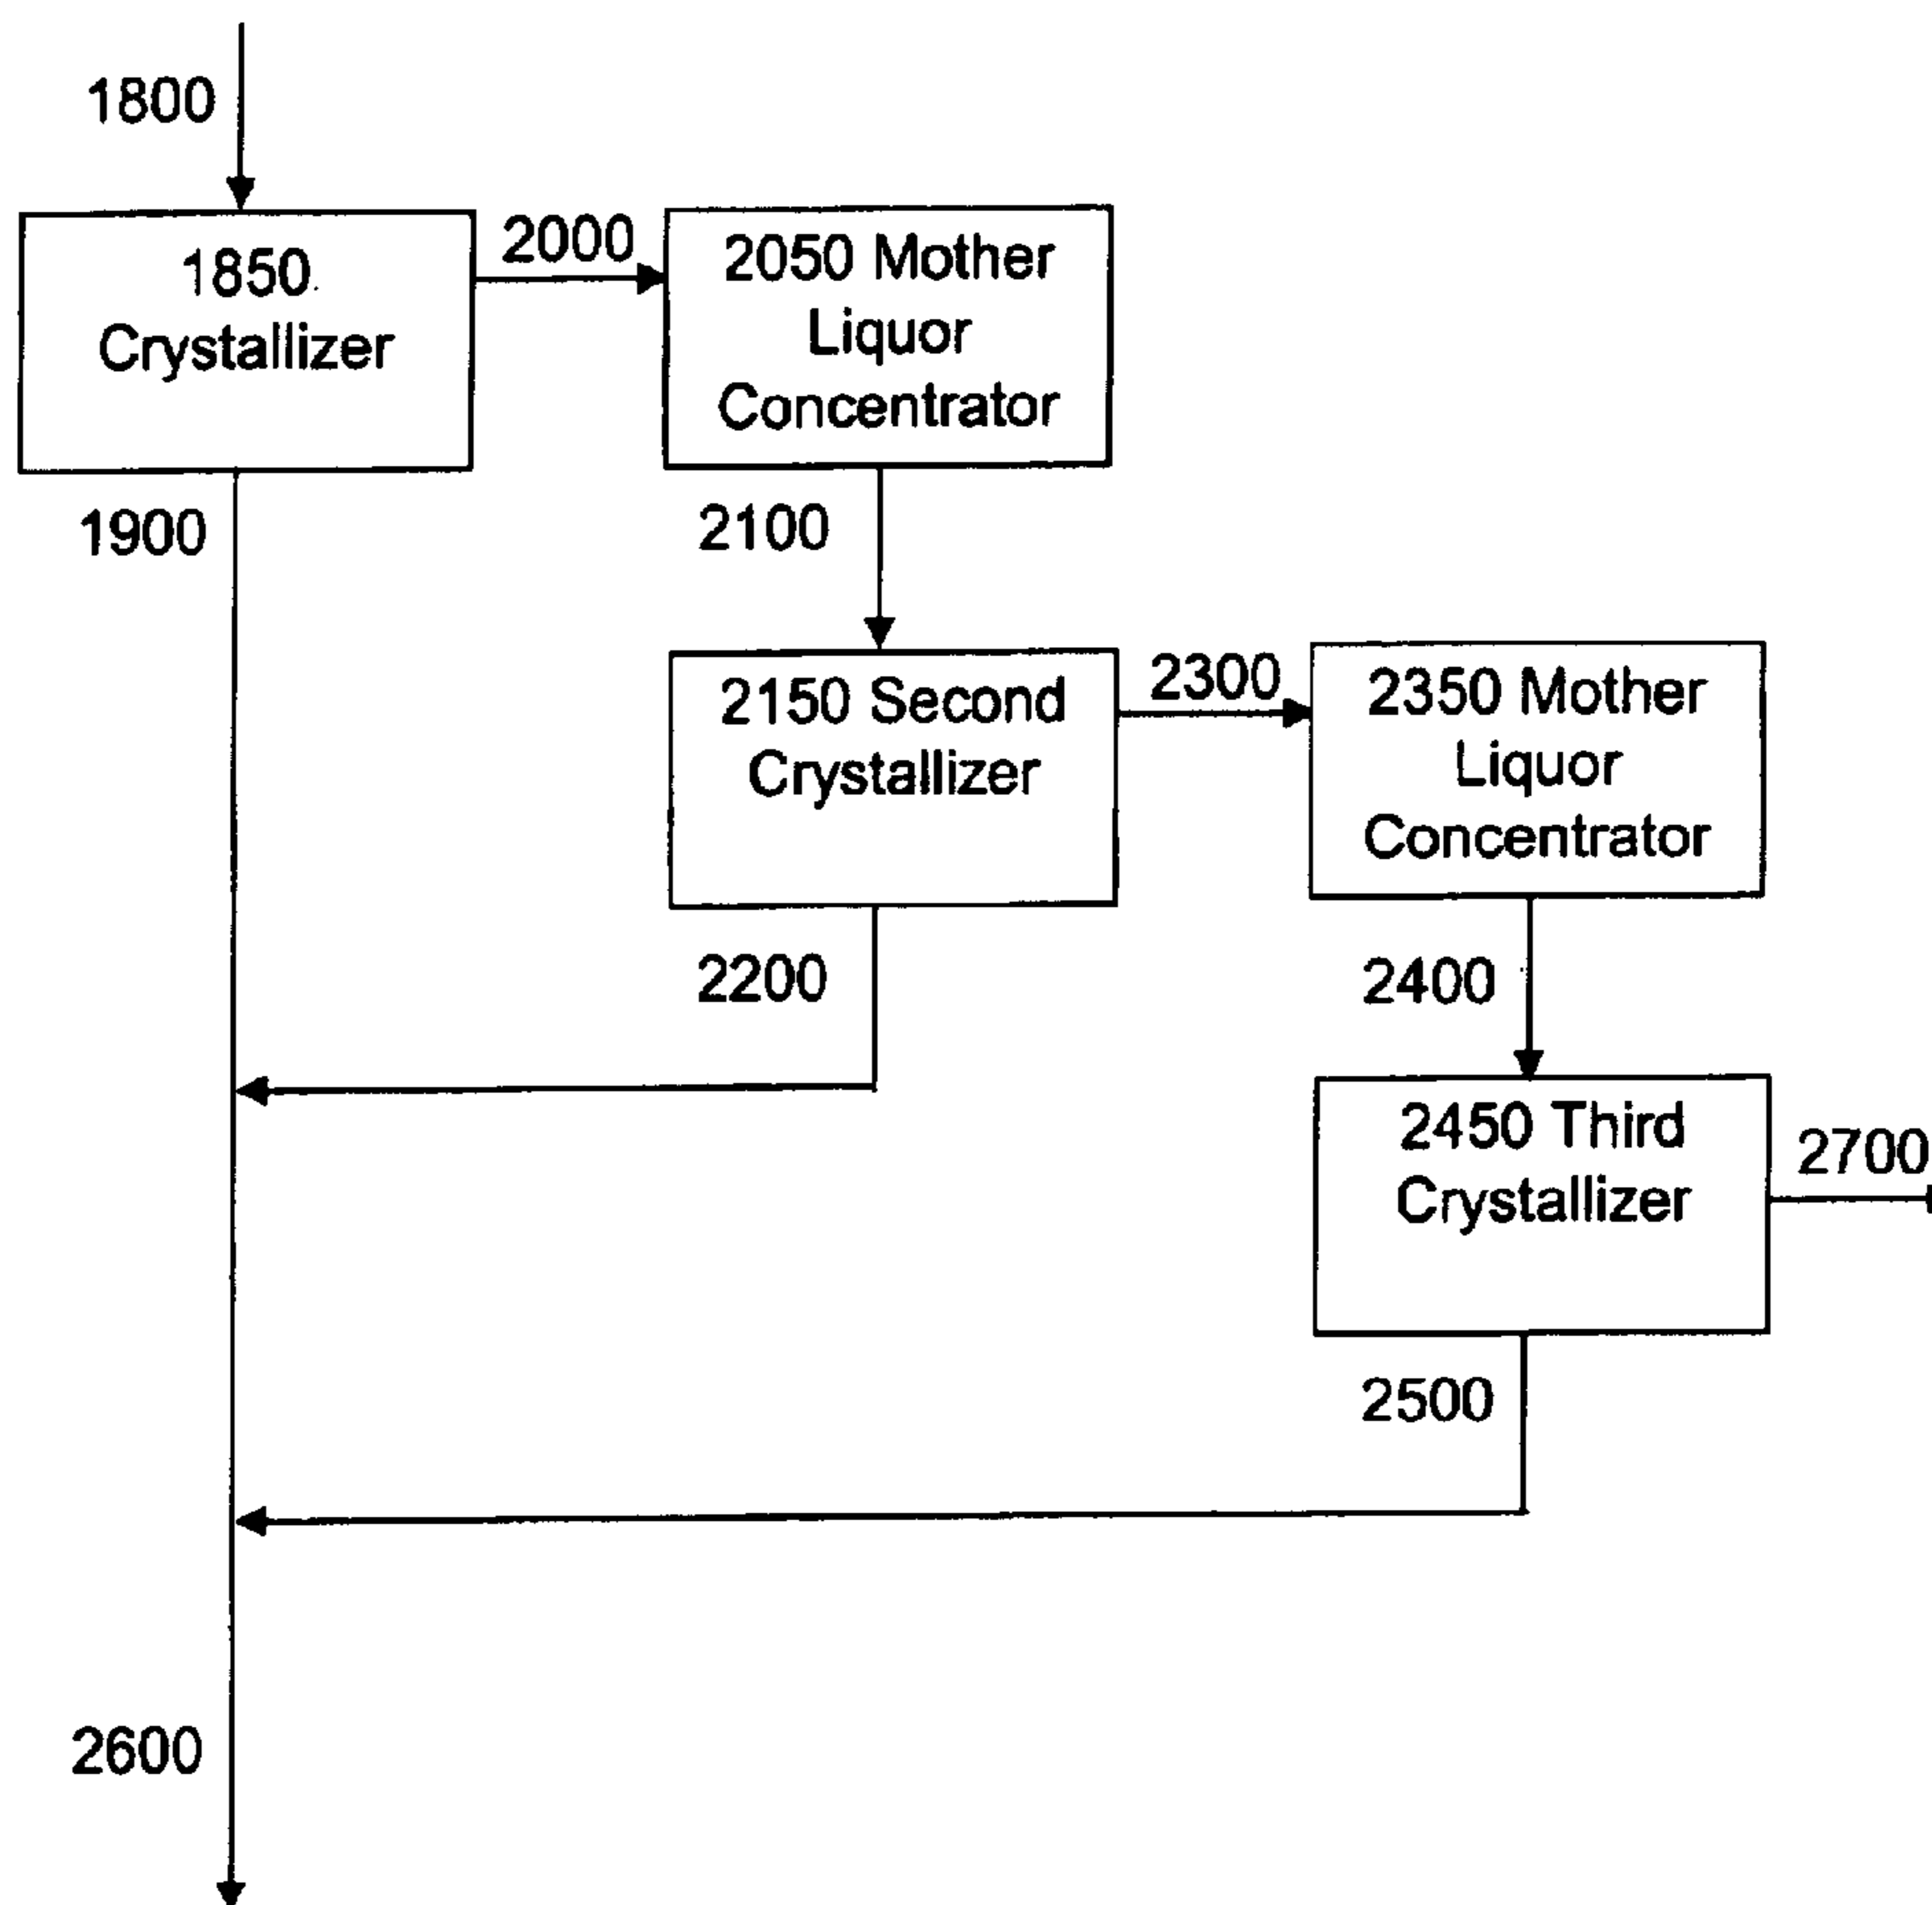 1800
1850
Crystallizer
2000
2050 Mother
Liquor
Concentrator
1900
2100
2150 Second
Crystallizer
2300
2350 Mother
Liquor
Concentrator
2200
2400
2450 Third
Crystallizer
2700
2500
2600